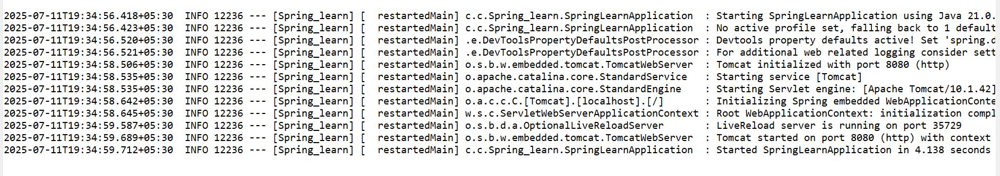 2025-07-11T19:34:56.418+05:30  INFO 12236 --- [Spring_learn] [  restartedMain] c.c.Spring_learn.SpringLearnApplication  : Starting SpringLearnApplication using Java 21.0.
2025-07-11T19:34:56.423+05:30  INFO 12236 --- [Spring_learn] [  restartedMain] c.c.Spring_learn.SpringLearnApplication  : No active profile set, falling back to 1 default
2025-07-11T19:34:56.520+05:30  INFO 12236 --- [Spring_learn] [  restartedMain] .e.DevToolsPropertyDefaultsPostProcessor : Devtools property defaults active! Set 'spring.d
2025-07-11T19:34:56.521+05:30  INFO 12236 --- [Spring_learn] [  restartedMain] .e.DevToolsPropertyDefaultsPostProcessor : For additional web related logging consider sett
2025-07-11T19:34:58.506+05:30  INFO 12236 --- [Spring_learn] [  restartedMain] o.s.b.w.embedded.tomcat.TomcatWebServer  : Tomcat initialized with port 8080 (http)
2025-07-11T19:34:58.535+05:30  INFO 12236 --- [Spring_learn] [  restartedMain] o.apache.catalina.core.StandardService   : Starting service [Tomcat]
2025-07-11T19:34:58.535+05:30  INFO 12236 --- [Spring_learn] [  restartedMain] o.apache.catalina.core.StandardEngine    : Starting Servlet engine: [Apache Tomcat/10.1.42]
2025-07-11T19:34:58.642+05:30  INFO 12236 --- [Spring_learn] [  restartedMain] o.a.c.c.C.[Tomcat].[localhost].[/]       : Initializing Spring embedded WebApplicationConte
2025-07-11T19:34:58.645+05:30  INFO 12236 --- [Spring_learn] [  restartedMain] w.s.c.ServletWebServerApplicationContext : Root WebApplicationContext: initialization compl
2025-07-11T19:34:59.587+05:30  INFO 12236 --- [Spring_learn] [  restartedMain] o.s.b.d.a.OptionalLiveReloadServer       : LiveReload server is running on port 35729
2025-07-11T19:34:59.689+05:30  INFO 12236 --- [Spring_learn] [  restartedMain] o.s.b.w.embedded.tomcat.TomcatWebServer  : Tomcat started on port 8080 (http) with context
2025-07-11T19:34:59.712+05:30  INFO 12236 --- [Spring_learn] [  restartedMain] c.c.Spring_learn.SpringLearnApplication  : Started SpringLearnApplication in 4.138 seconds